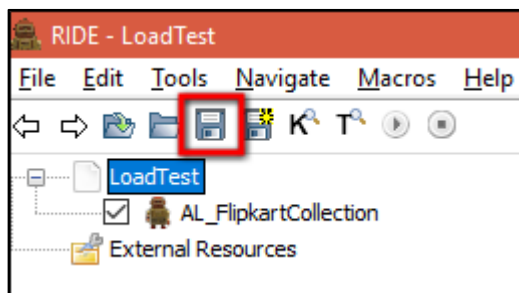 RIDE - LoadTest
File Edit Tools Navigate Macros Help
K T
LoadTest
AL_FlipkartCollection
External Resources